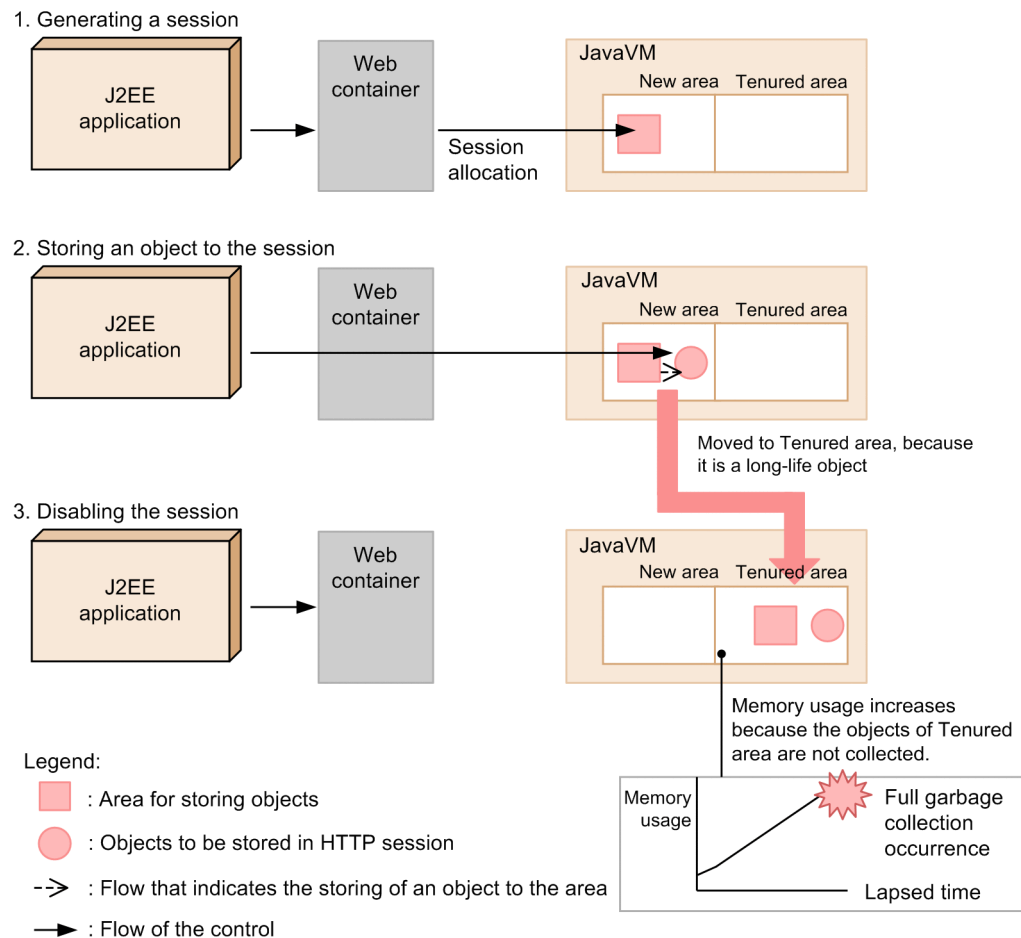 1. Generating a session
J2EE
application
Web
container
Session
allocation
JavaVM
New area
Tenured area
2. Storing an object to the session
J2EE
application
Web
container
JavaVM
New area
Tenured area
Moved to Tenured area, because
it is a long-life object
3. Disabling the session
J2EE
application
Web
container
JavaVM
New area
Tenured area
Memory usage increases
because the objects of Tenured
area are not collected.
Memory
usage
Full garbage
collection
occurrence
Lapsed time
Legend:
: Area for storing objects
: Objects to be stored in HTTP session
: Flow that indicates the storing of an object to the area
: Flow of the control